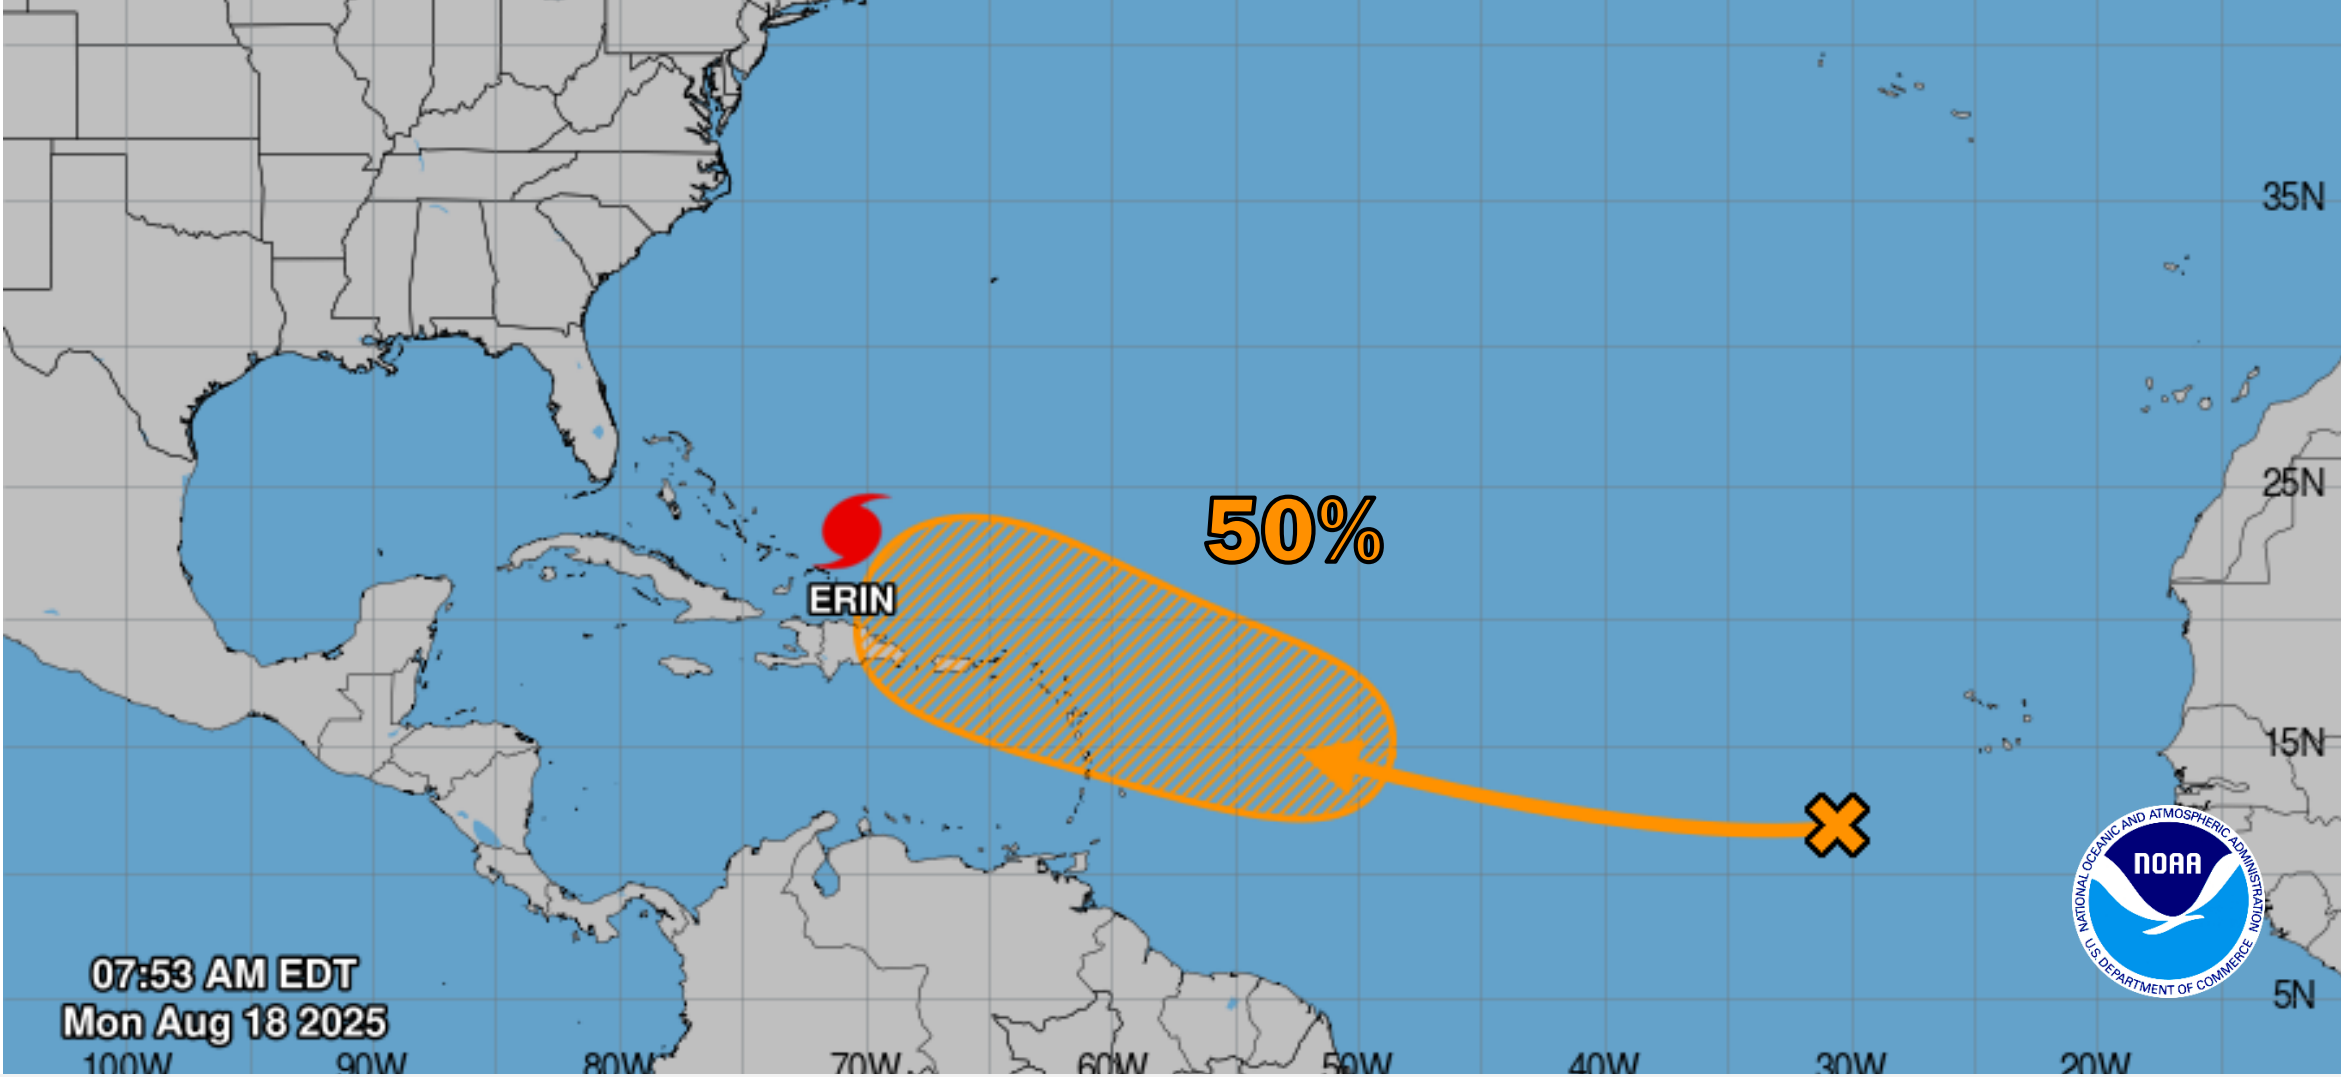 35N
25N
50%
ERIN
15N
NATIONAL OCEANIC AND ATMOSPHERIC ADMINISTRATION
NOAA
U.S. DEPARTMENT OF COMMERCE
07:53 AM EDT
Mon Aug 18 2025
5N
100W 90W 80W 70W 60W 50W 40W 30W 20W